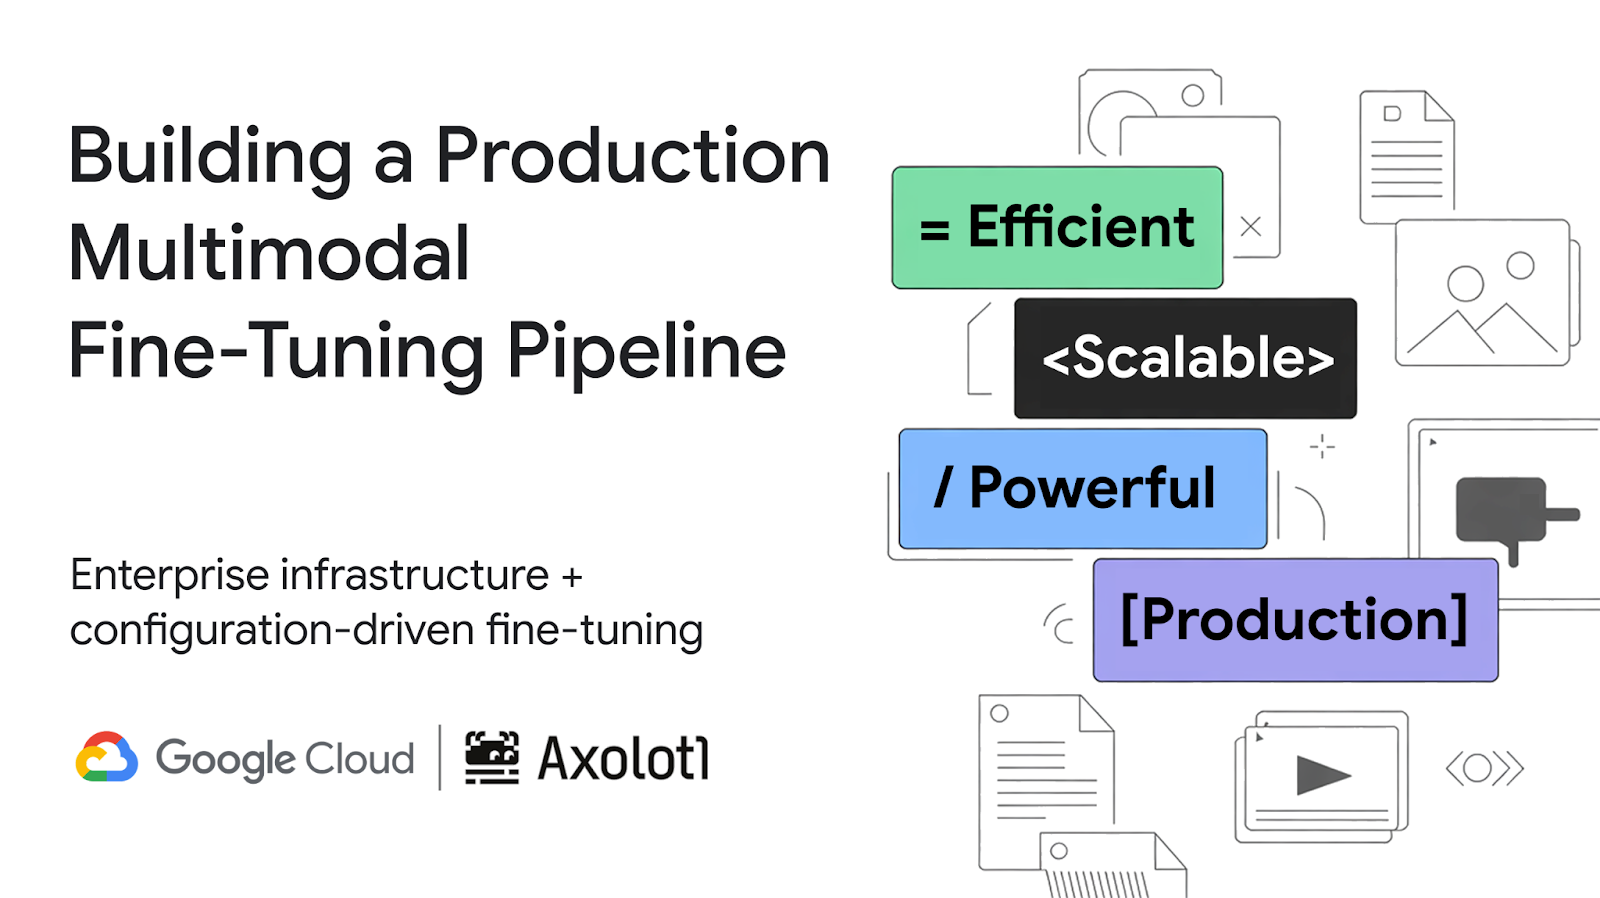 Building a Production
Multimodal
Fine-Tuning Pipeline
Enterprise infrastructure +
configuration-driven fine-tuning
Google Cloud
Axolotl
= Efficient
<Scalable>
/ Powerful
[Production]